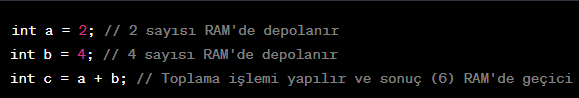 int a = 2; // 2 sayısı RAM'de depolanır
int b = 4; // 4 sayısı RAM'de depolanır
int c = a + b; // Toplama işlemi yapılır ve sonuç (6) RAM'de geçici